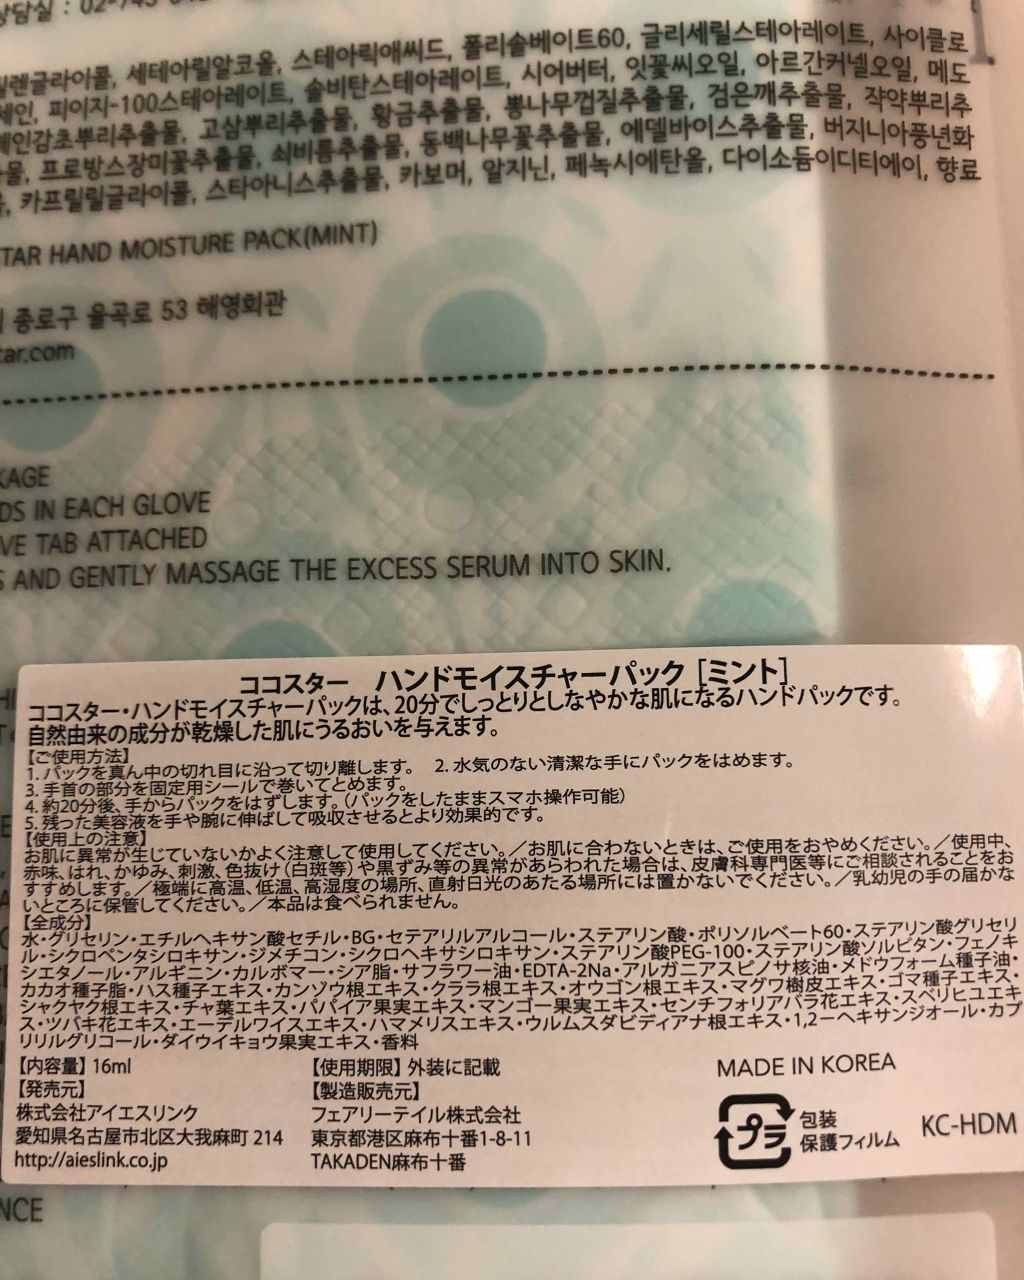 상담실 : 02-743
렌글라이콜, 세테아릴알코올, 스테아릭애씨드, 폴리솔베이트60, 글리세릴스테아레이트, 사이클로
페인, 피이지-100스테아레이트, 솔비탄스테아레이트, 시어버터, 잇꽃씨오일, 아르간커넬오일, 메도
감초뿌리추출물, 고삼뿌리추출물, 황금추출물, 뽕나무껍질추출물, 검은깨추출물, 작약뿌리추
물, 프로방스장미꽃추출물, 쇠비름추출물, 동백나무꽃추출물, 에델바이스추출물, 버지니아풍년화
카프릴릴글라이콜, 스타아니스추출물, 카보머, 알지닌, 페녹시에탄올, 다이소듐이디티에이, 향료
TAR HAND MOISTURE PACK(MINT)
종로구 율곡로 53 해영회관
tar.com
KAGE
DS IN EACH GLOVE
VE TAB ATTACHED
S AND GENTLY MASSAGE THE EXCESS SERUM INTO SKIN.
ココスター ハンドモイスチャーパック [ミント]
ココスター・ハンドモイスチャーパックは、20分でしっとりとしなやかな肌になるハンドパックです。
自然由来の成分が乾燥した肌にうるおいを与えます。
【ご使用方法】
1. パックを真ん中の切れ目に沿って切り離します。 2. 水気のない清潔な手にパックをはめます。
3. 手首の部分を固定用シールで巻いてとめます。
4. 約20分後、手からパックをはずします。(パックをしたままスマホ操作可能)
5. 残った美容液を手や腕に伸ばして吸収させるとより効果的です。
【使用上の注意】
お肌に異常が生じていないかよく注意して使用してください。/お肌に合わないときは、ご使用をおやめください。/使用中、
赤味、はれ、かゆみ、刺激、色抜け(白斑等)や黒ずみ等の異常があらわれた場合は、皮膚科専門医等にご相談されることをお
すすめします。/極端に高温、低温、高湿度の場所、直射日光のあたる場所には置かないでください。/乳幼児の手の届かな
いところに保管してください。/本品は食べられません。
【全成分】
水・グリセリン・エチルヘキサン酸セチル・BG・セテアリルアルコール・ステアリン酸・ポリソルベート60・ステアリン酸グリセリ
ル・シクロペンタシロキサン・ジメチコン・シクロヘキサシロキサン・ステアリン酸PEG-100・ステアリン酸ソルビタン・フェノキ
シエタノール・アルギニン・カルボマー・シア脂・サフラワー油・EDTA-2Na・アルガニアスピノサ核油・メドウフォーム種子油・
カカオ種子脂・ハス種子エキス・カンゾウ根エキス・クララ根エキス・オウゴン根エキス・マグワ樹皮エキス・ゴマ種子エキス・
シャクヤク根エキス・チャ葉エキス・パパイア果実エキス・マンゴー果実エキス・センチフォリアバラ花エキス・スベリヒユエキ
ス・ツバキ花エキス・エーデルワイスエキス・ハマメリスエキス・ウルムスダビディアナ根エキス・1,2ーヘキサンジオール・カプ
リリルグリコール・ダイウイキョウ果実エキス・香料
【内容量】 16ml 【使用期限】 外装に記載
【発売元】 【製造販売元】
株式会社アイエスリンク フェアリーテイル株式会社
愛知県名古屋市北区大我麻町 214 東京都港区麻布十番1-8-11
http://aieslink.co.jp TAKADEN麻布十番
MADE IN KOREA
プラ
包装
保護フィルム
KC-HDM
NCE